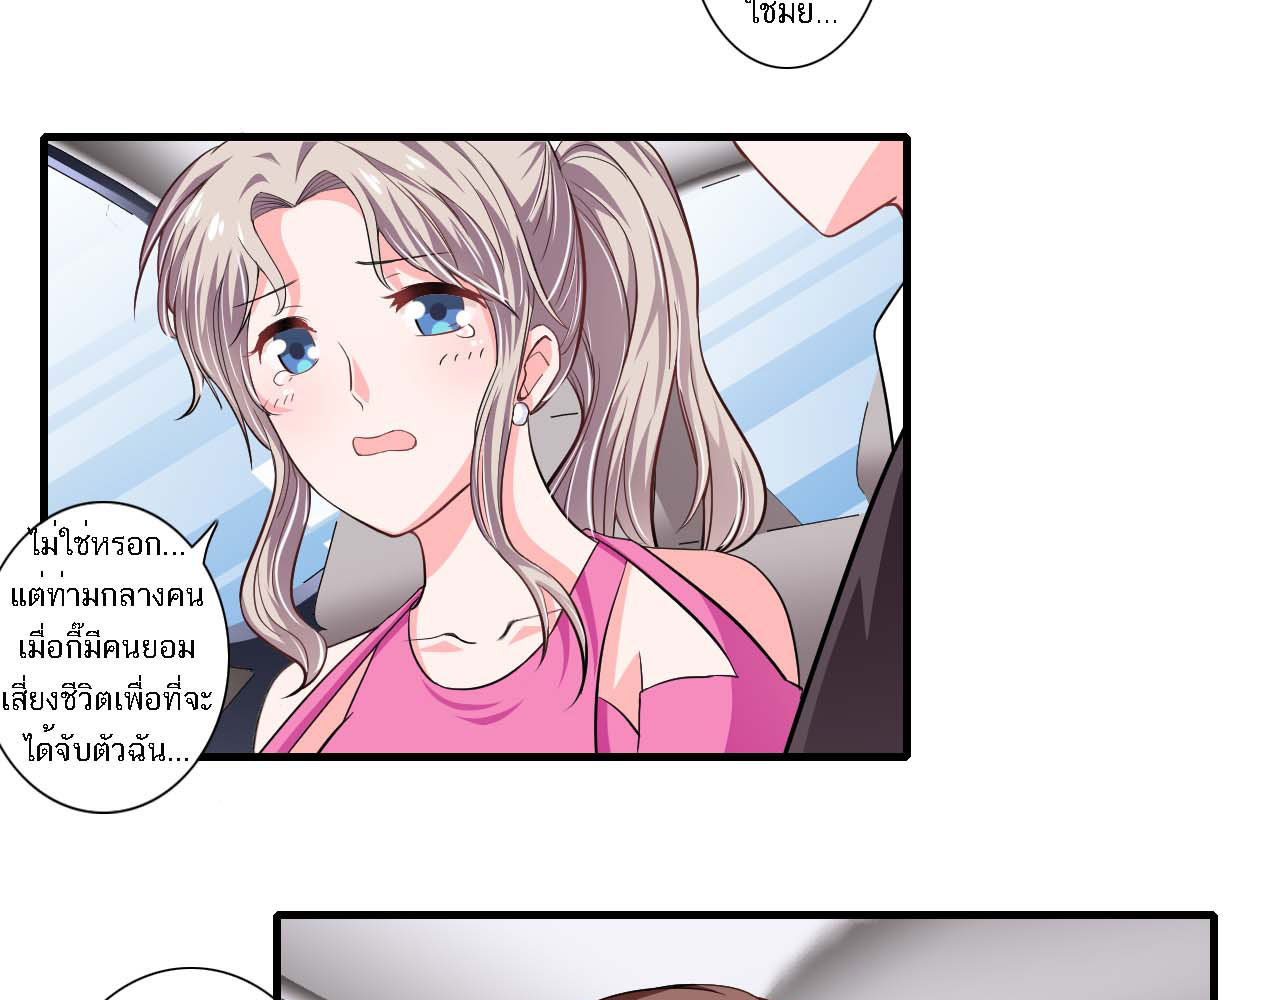 ใช่มั้ย...
ไม่ใช่หรอก...
แต่ท่ามกลางคน
เมื่อกี๊มีคนยอม
เสี่ยงชีวิตเพื่อที่จะ
ได้จับตัวฉัน...